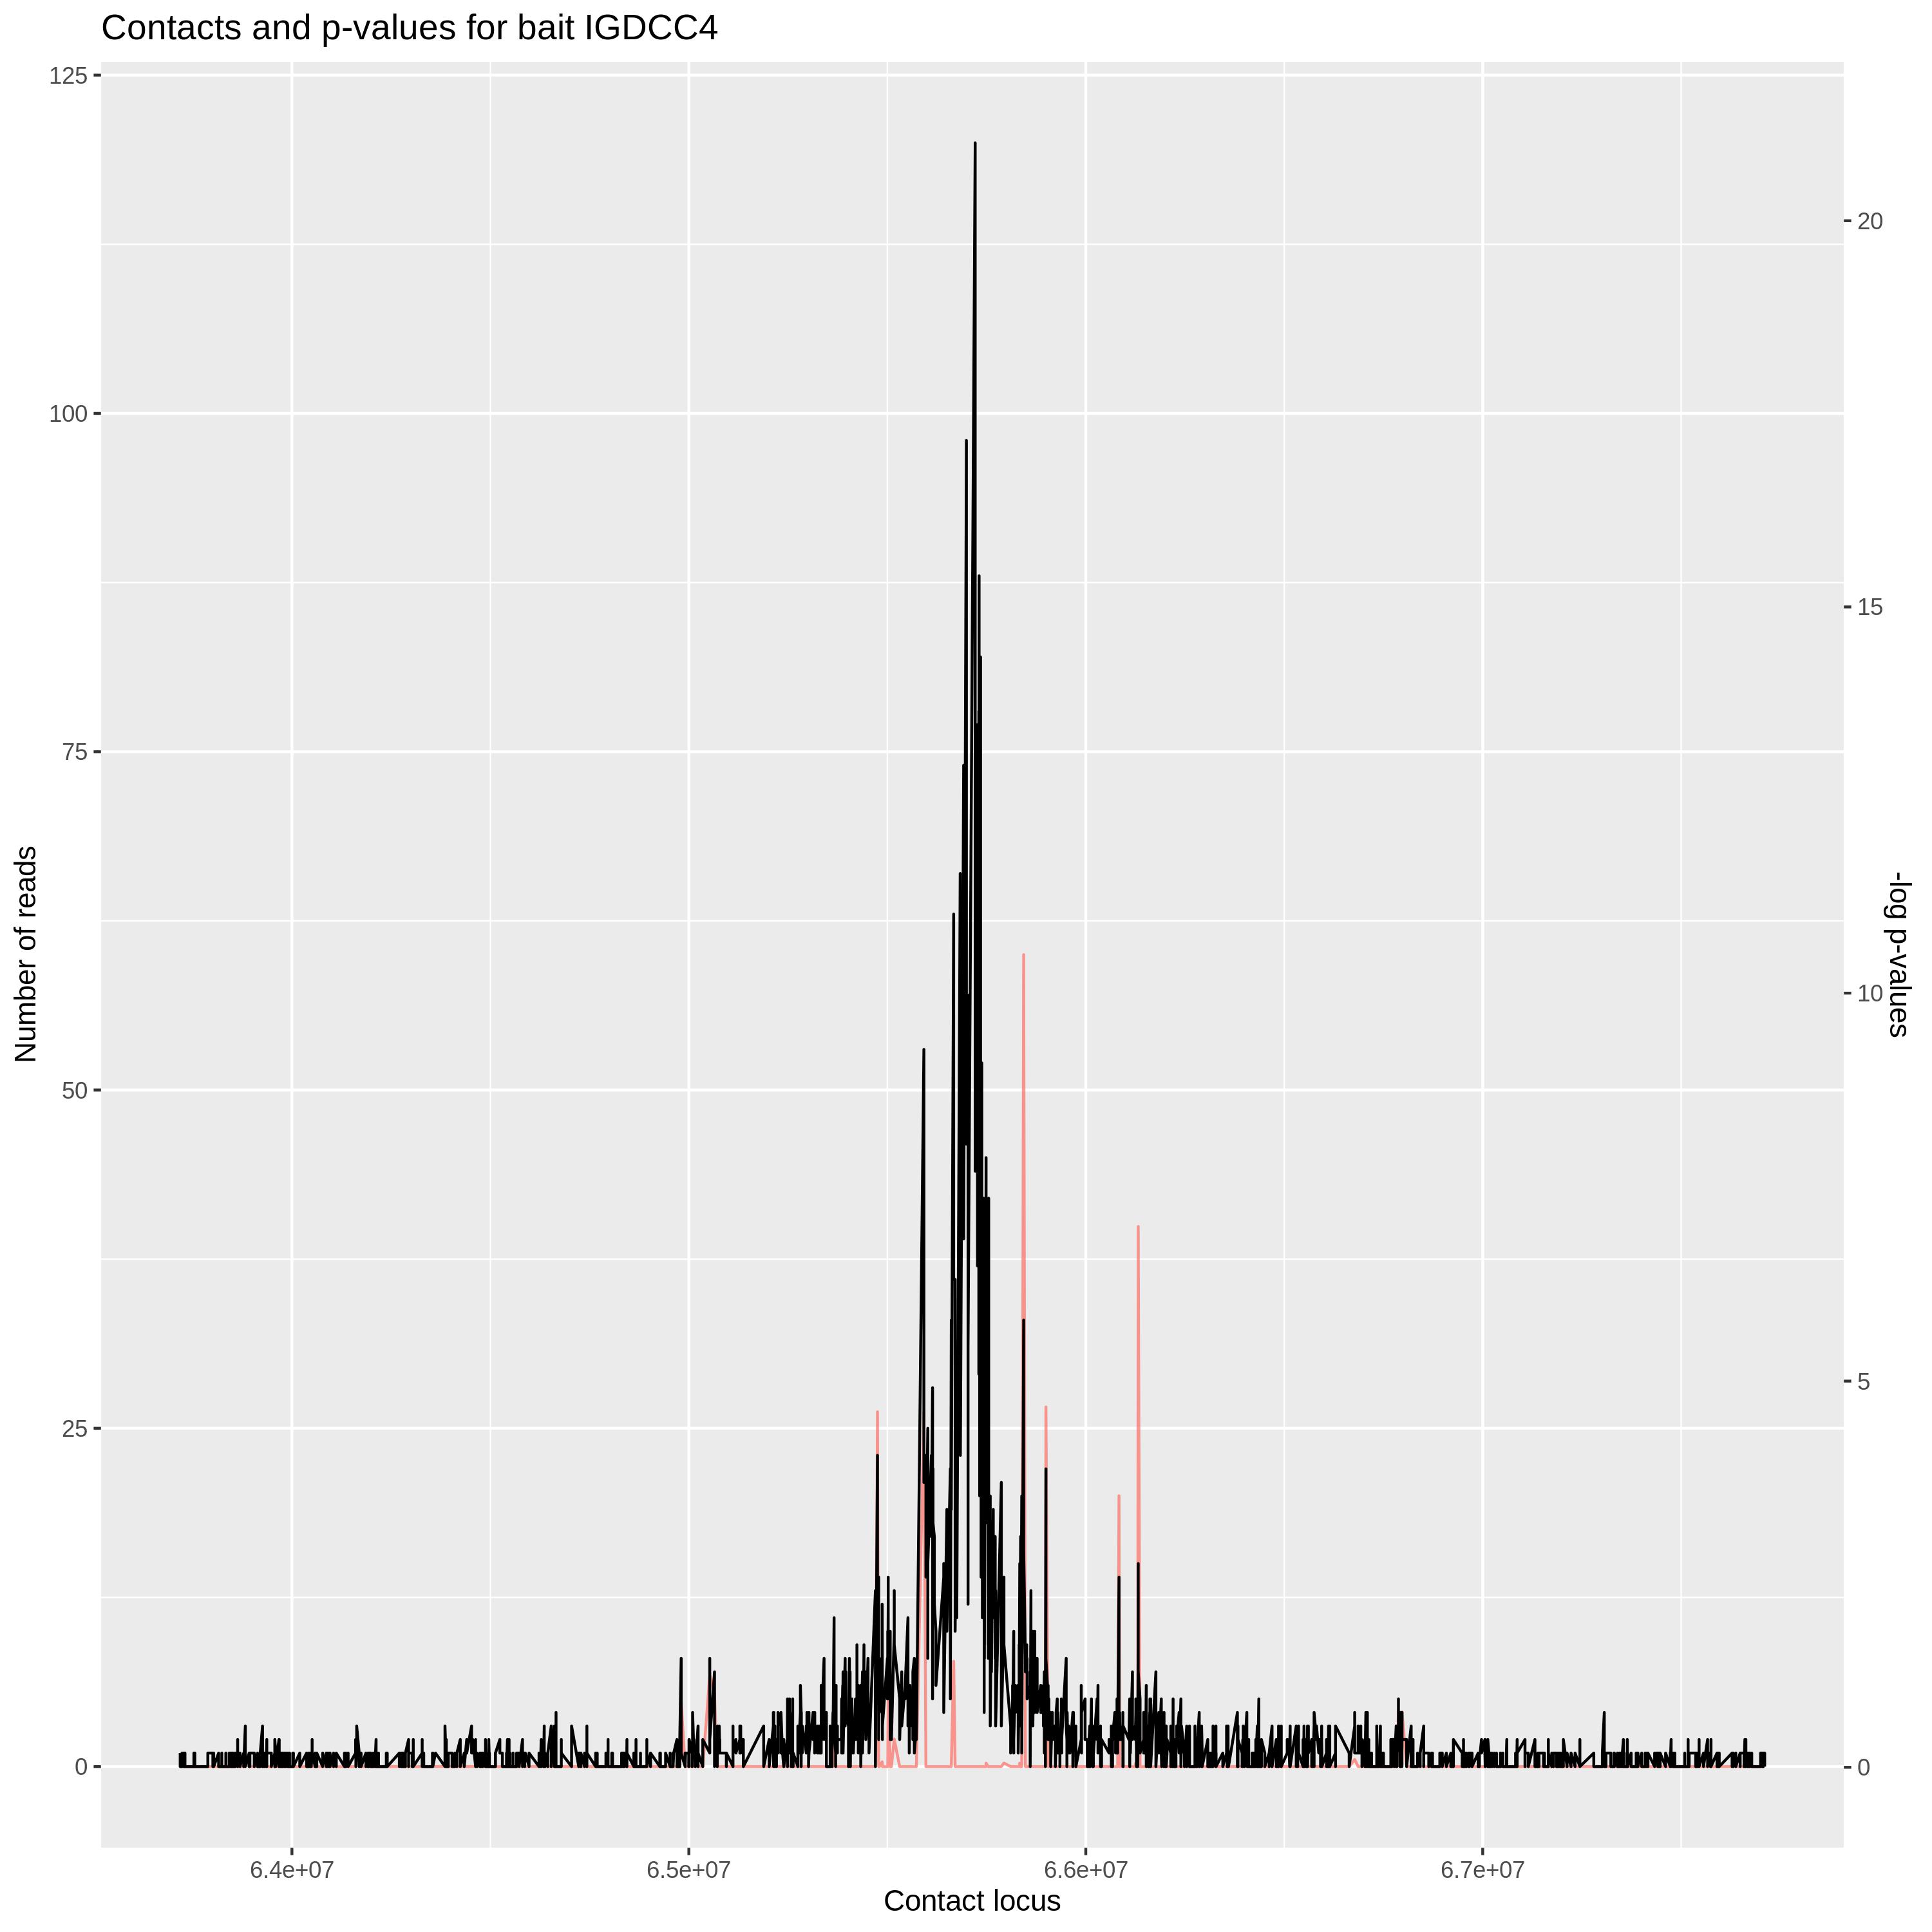 Contacts and p-values for bait IGDCC4
125
100
75
50
25
0
Number of reads
20
15
10
5
0
-log p-values
6.4e+07
6.5e+07
6.6e+07
6.7e+07
Contact locus